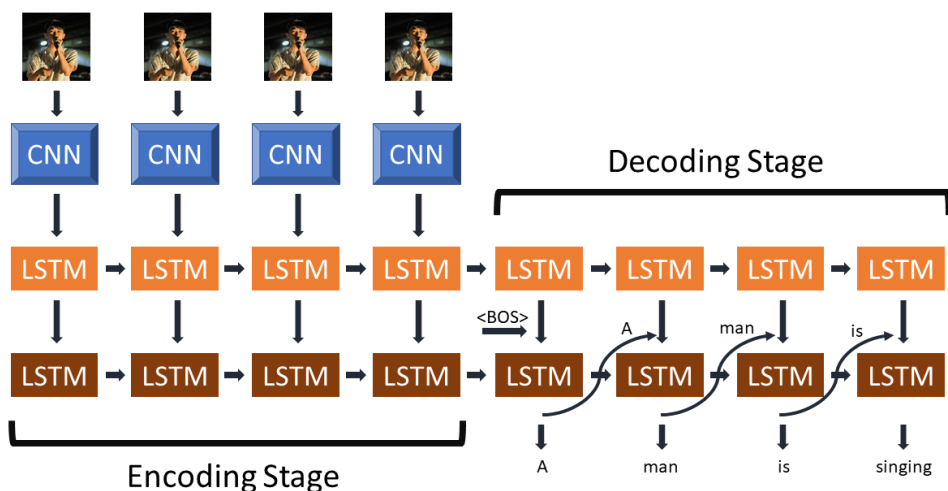 CNN CNN CNN CNN
Decoding Stage
LSTM LSTM LSTM LSTM LSTM LSTM LSTM LSTM
<BOS> A man is
LSTM LSTM LSTM LSTM LSTM LSTM LSTM LSTM
A man is singing
Encoding Stage